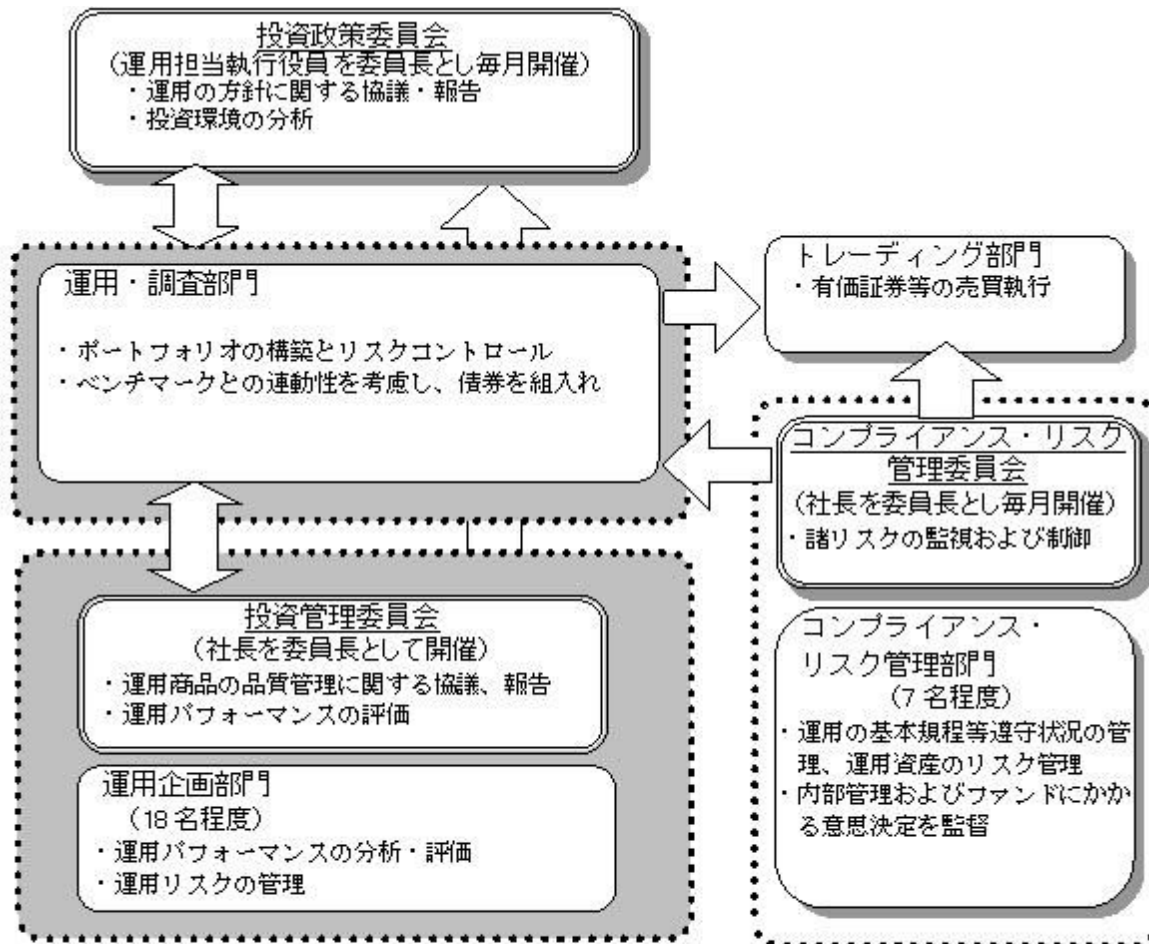 投資政策委員会
（運用担当執行役員を委員長とし毎月開催）
・運用の方針に関する協議・報告
・投資環境の分析
運用・調査部門
・ポートフォリオの構築とリスクコントロール
・ベンチマークとの連動性を考慮し、債券を組入れ
トレーディング部門
・有価証券等の売買執行
コンプライアンス・リスク
管理委員会
（社長を委員長とし毎月開催）
・諸リスクの監視および制御
コンプライアンス・
リスク管理部門
（7名程度）
・運用の基本規程等遵守状況の管
理、運用資産のリスク管理
・内部管理およびファンドにかか
る意思決定を監督
投資管理委員会
（社長を委員長として開催）
・運用商品の品質管理に関する協議、報告
・運用パフォーマンスの評価
運用企画部門
（18名程度）
・運用パフォーマンスの分析・評価
・運用リスクの管理